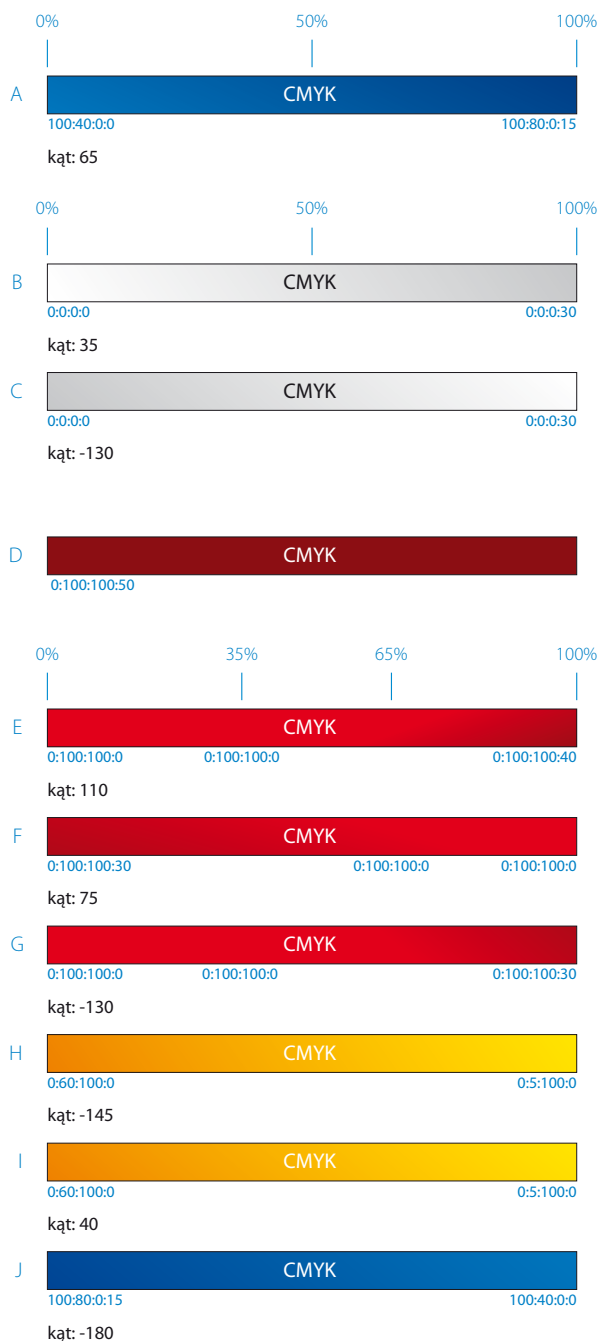 0% 50% 100%
A CMYK
100:40:0:0 100:80:0:15
kąt: 65
0% 50% 100%
B CMYK
0:0:0:0 0:0:0:30
kąt: 35
C CMYK
0:0:0:0 0:0:0:30
kąt: -130
D CMYK
0:100:100:50
0% 35% 65% 100%
E CMYK
0:100:100:0 0:100:100:0 0:100:100:40
kąt: 110
F CMYK
0:100:100:30 0:100:100:0 0:100:100:0
kąt: 75
G CMYK
0:100:100:0 0:100:100:0 0:100:100:30
kąt: -130
H CMYK
0:60:100:0 0:5:100:0
kąt: -145
I CMYK
0:60:100:0 0:5:100:0
kąt: 40
J CMYK
100:80:0:15 100:40:0:0
kąt: -180